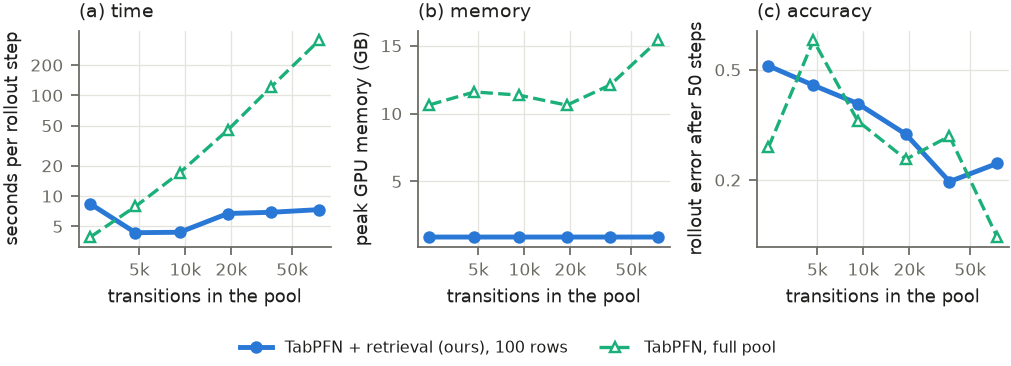 (a) time
seconds per rollout step
200
100
50
20
10
5
5k 10k 20k 50k
transitions in the pool
(b) memory
peak GPU memory (GB)
15
10
5
5k 10k 20k 50k
transitions in the pool
(c) accuracy
rollout error after 50 steps
0.5
0.2
5k 10k 20k 50k
transitions in the pool
TabPFN + retrieval (ours), 100 rows
TabPFN, full pool